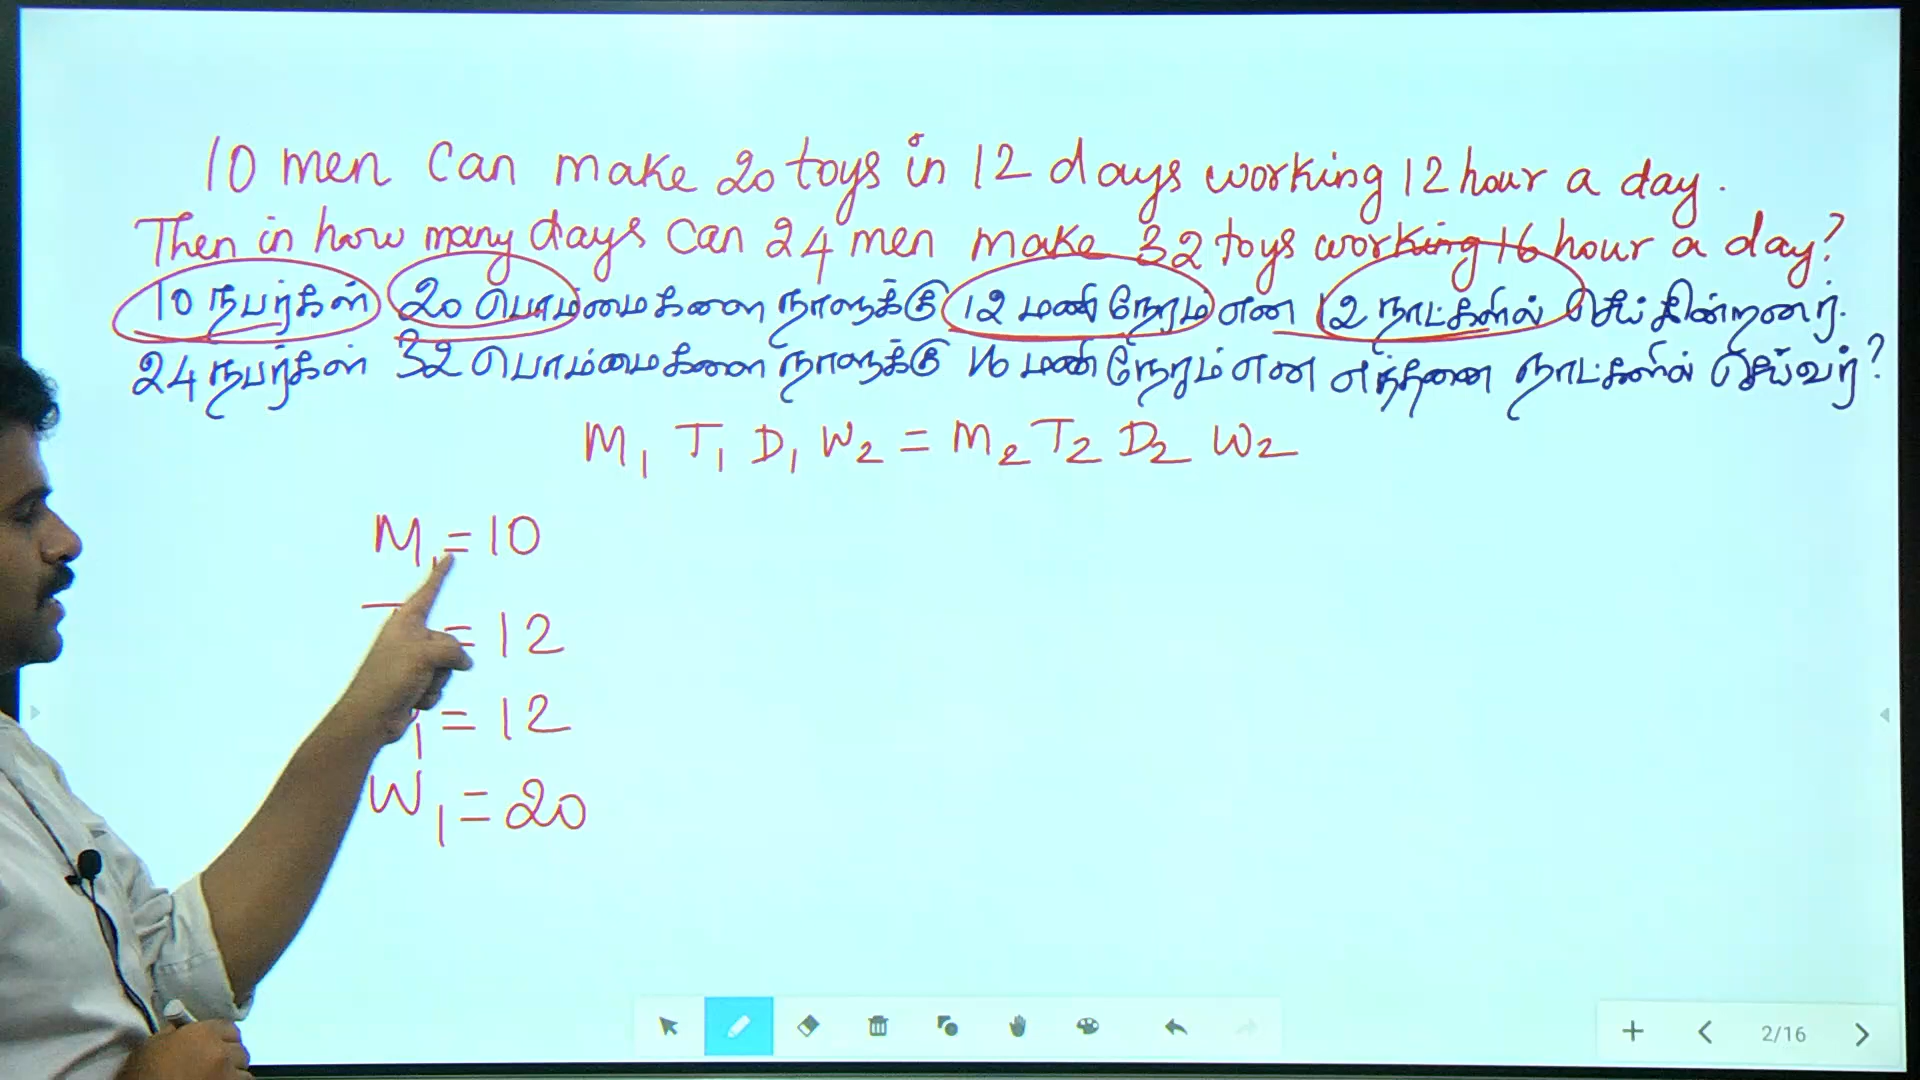 10 men can make 20 toys in 12 days working 12 hour a day.
Then in how many days can 24 men make 32 toys working 16 hour a day?
10 நபர்கள் 20 பொம்மைகளை நாளுக்கு 12 மணி நேரம் என 12 நாட்களில் செய்கின்றனர்.
24 நபர்கள் 32 பொம்மைகளை நாளுக்கு 16 மணி நேரம் என எத்தனை நாட்களில் செய்வர்?
M₁ T₁ D₁ W₂ = M₂ T₂ D₂ W₂
M₁ = 10
= 12
= 12
W₁ = 20
2/16